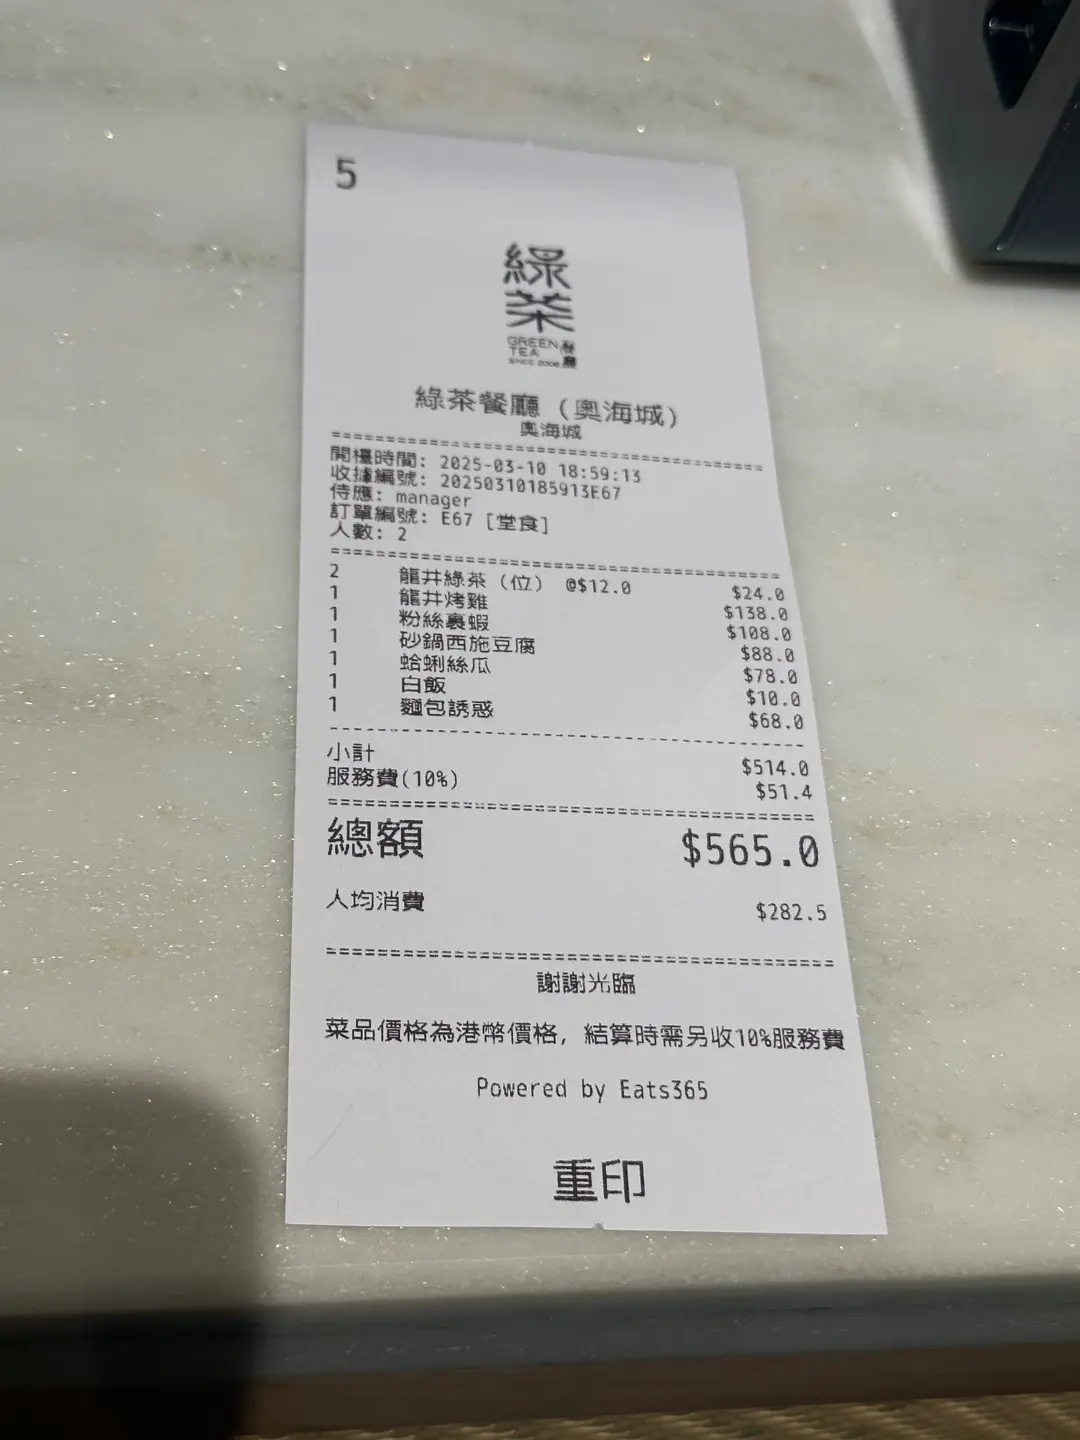 5
綠茶
GREEN TEA 餐廳
SINCE 2008
綠茶餐廳 (奧海城)
奧海城
開檯時間: 2025-03-10 18:59:13
收據編號: 20250310185913E67
侍應: manager
訂單編號: E67 [堂食]
人數: 2
2 龍井綠茶 (位) @$12.0 $24.0
1 龍井烤雞 $138.0
1 粉絲裹蝦 $108.0
1 砂鍋西施豆腐 $88.0
1 蛤蜊絲瓜 $78.0
1 白飯 $10.0
1 麵包誘惑 $68.0
小計 $514.0
服務費(10%) $51.4
總額 $565.0
人均消費 $282.5
謝謝光臨
菜品價格為港幣價格, 結算時需另收10%服務費
Powered by Eats365
重印